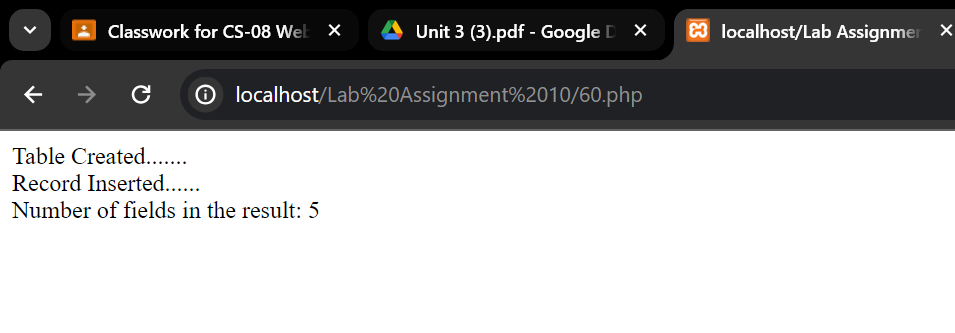 Classwork for CS-08 Web
Unit 3 (3).pdf - Google D
localhost/Lab Assignmen
localhost/Lab%20Assignment%2010/60.php
Table Created.......
Record Inserted......
Number of fields in the result: 5